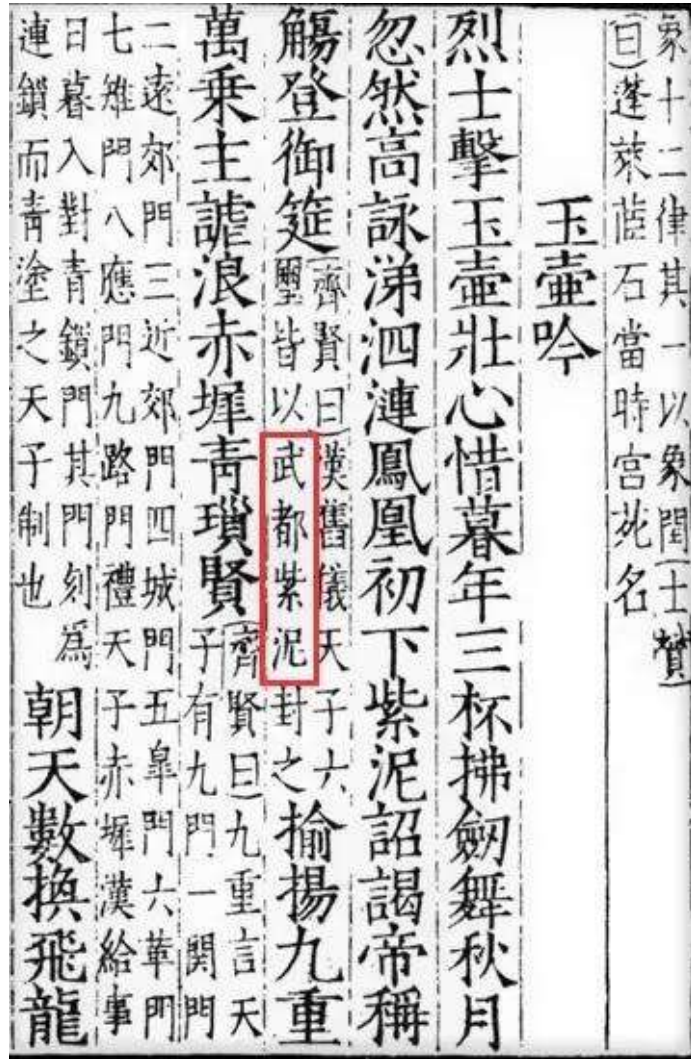 象十二律其一以象閏士贇
曰蓬萊石當時宮苑名
玉壺吟
烈士擊玉壺壯心惜暮年三杯拂劒舞秋月
忽然高詠涕泗漣鳳凰初下紫泥詔謁帝稱
觴登御筵
齊賢曰漢舊儀天子六
璽皆以武都紫泥封之
揄揚九重
萬乗主謔浪赤墀青瑣賢
齊賢曰九重言天
子有九門一関門
二遠郊門三近郊門四城門五皐門六華門
七雉門八應門九路門禮天子赤墀漢給事
日暮入對青鎖門其門刻為
連鎖而青塗之天子制也
朝天數換飛龍